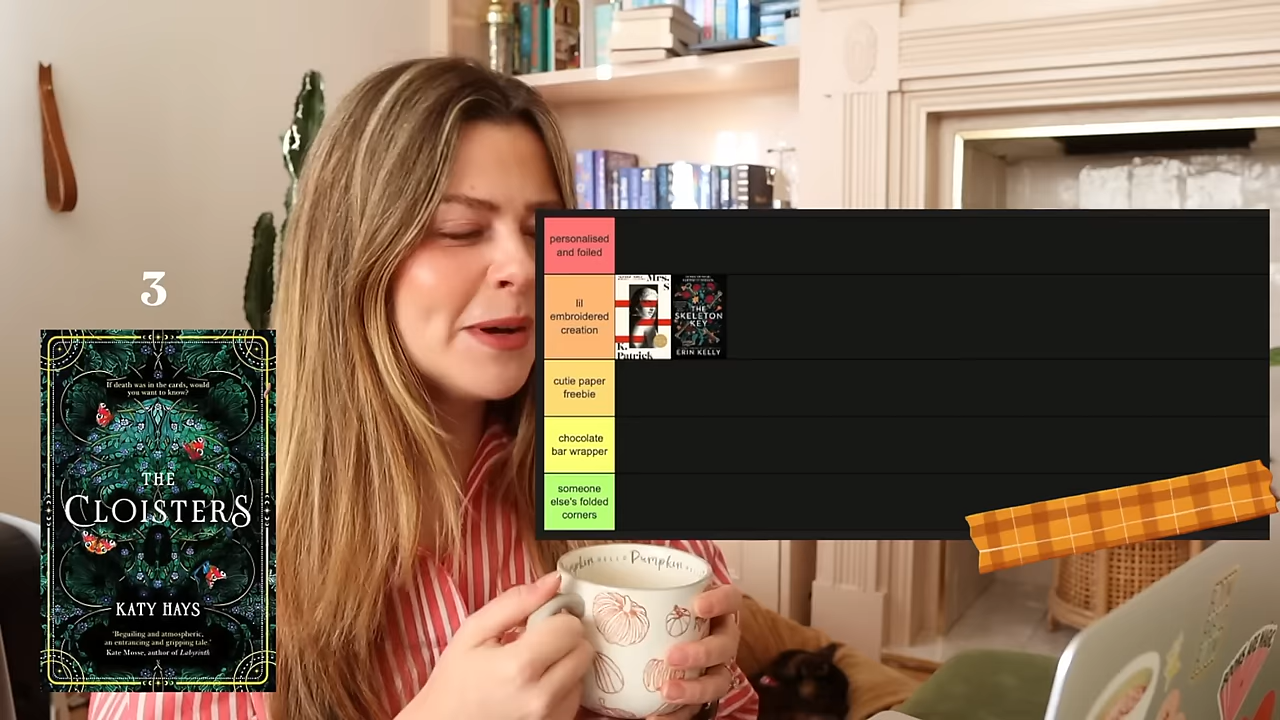 3
If death was in the cards, would
you want to know?
THE
CLOISTERS
KATY HAYS
'Beguiling and atmospheric,
an entrancing and gripping tale.'
Kate Mosse, author of Labyrinth
personalised
and foiled
lil
embroidered
creation
Mrs.
S
K.
Patrick
THE
SKELETON
KEY
ERIN KELLY
cutie paper
freebie
chocolate
bar wrapper
someone
else's folded
corners
HELLO Pumpkin